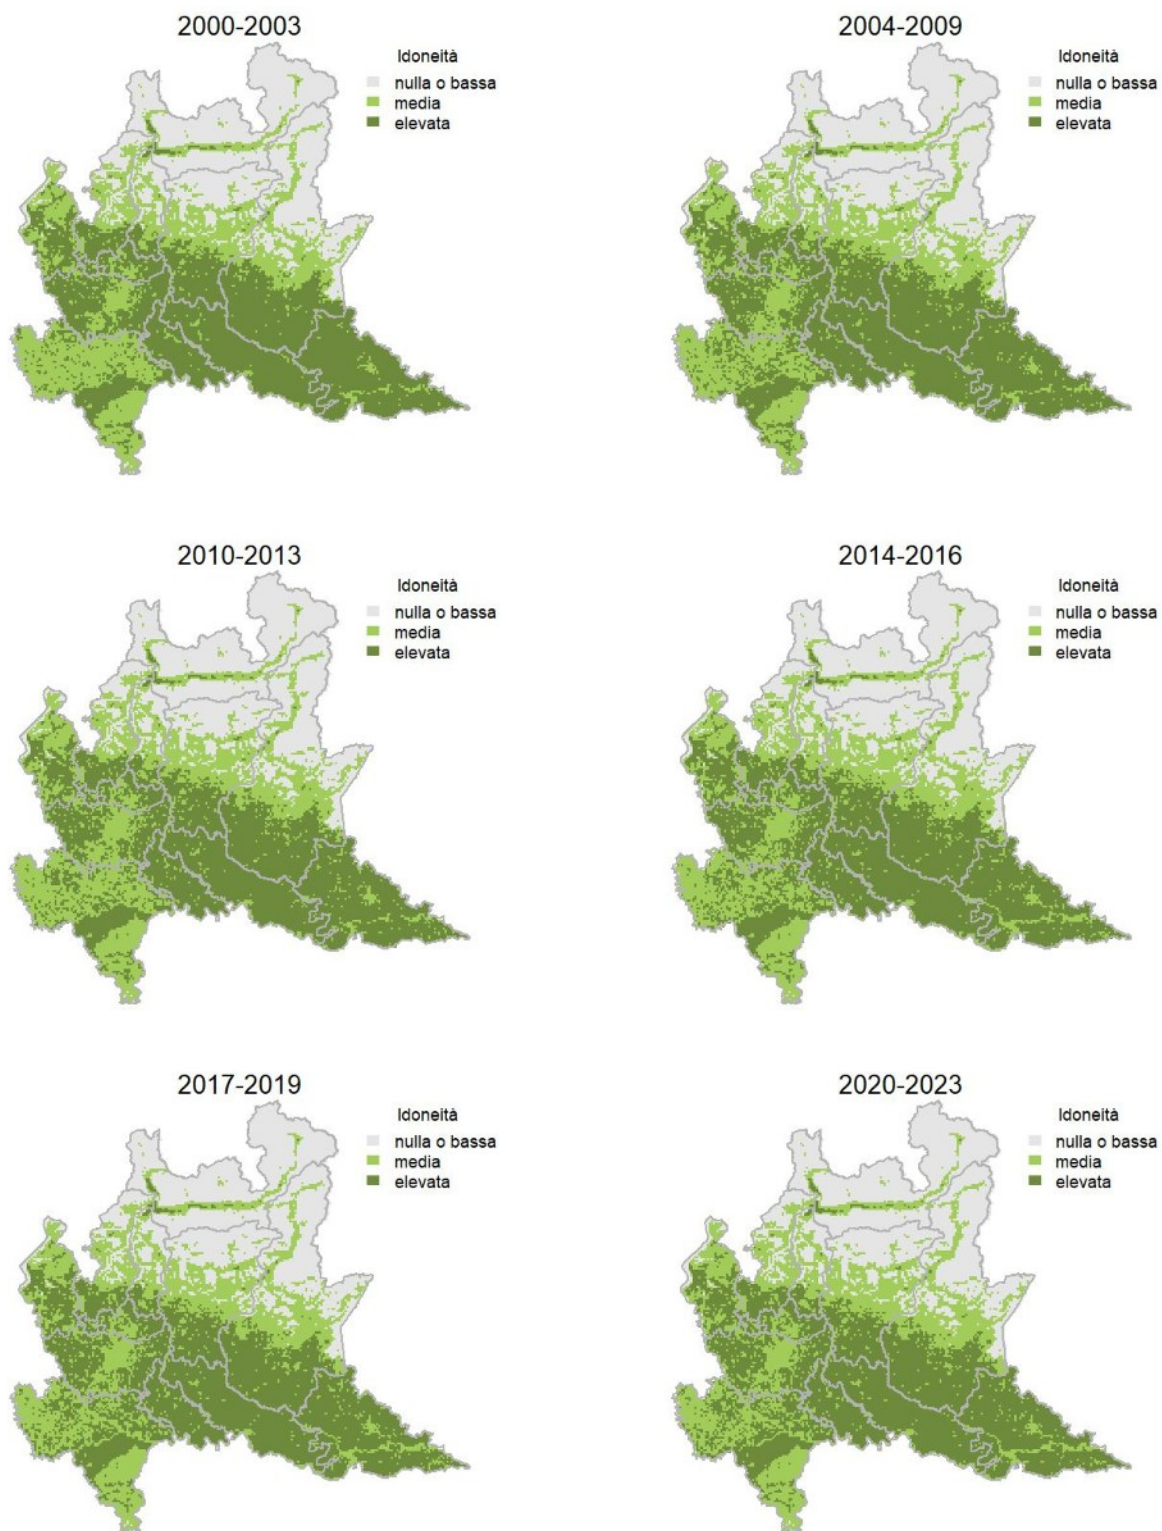 2000-2003
Idoneità
nulla o bassa
media
elevata
2004-2009
Idoneità
nulla o bassa
media
elevata
2010-2013
Idoneità
nulla o bassa
media
elevata
2014-2016
Idoneità
nulla o bassa
media
elevata
2017-2019
Idoneità
nulla o bassa
media
elevata
2020-2023
Idoneità
nulla o bassa
media
elevata